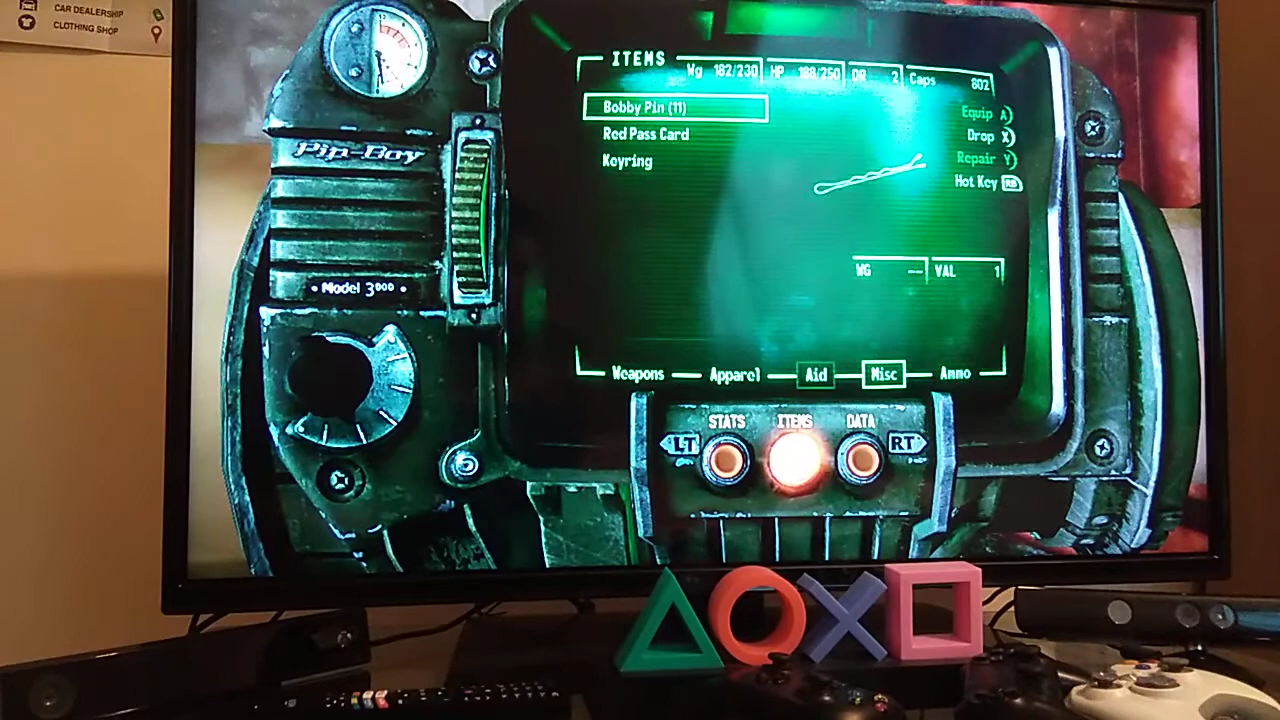 CAR DEALERSHIP
CLOTHING SHOP
ITEMS
Wg 182/230 HP 188/250 DR 2 Caps 802
Bobby Pin (11)
Red Pass Card
Keyring
Equip A)
Drop X)
Repair Y)
Hot Key RB
Pip-Boy
Model 3000
WG --- VAL 1
Weapons Apparel Aid Misc Ammo
STATS ITEMS DATA
LT RT